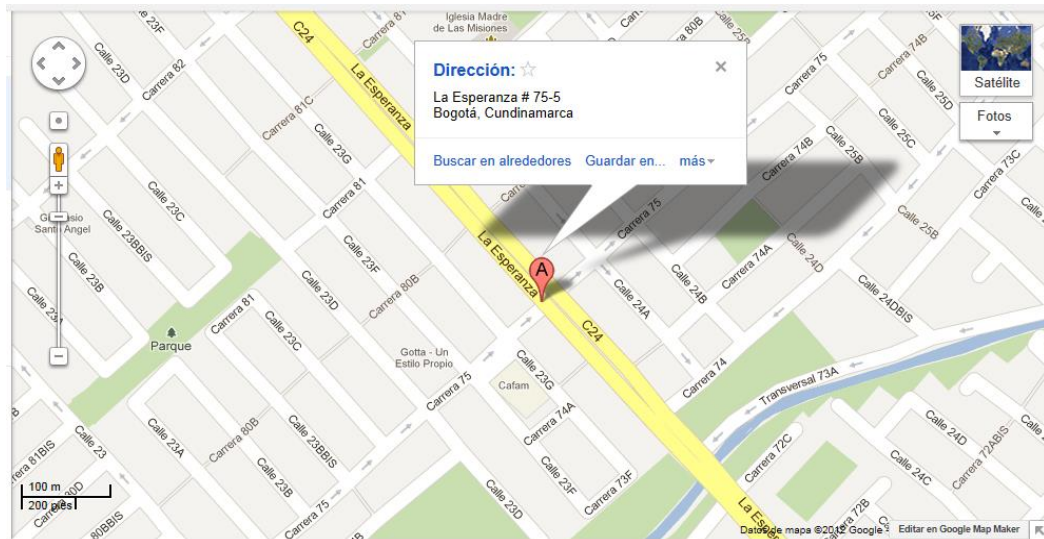 Calle 23F
C24
Carrera 81
Iglesia Madre
de Las Misiones
Carrera 80B
Carrera 75
Carrera 74B
Calle 25D
Calle 23D
Carrera 82
La Esperanza
Dirección:
La Esperanza # 75-5
Bogotá, Cundinamarca
Buscar en alrededores Guardar en... más
Satélite
Fotos
Carrera 81C
Calle 23G
Calle 25C
Calle 25B
Carrera 74B
Carrera 73C
Calle 23C
Carrera 81
Carrera 75
Calle 25B
Calle 23BBIS
Calle 23B
Calle 23F
La Esperanza
A
Carrera 74A
Calle 24D
Calle 23D
Carrera 80B
Calle 24B
Calle 24A
Calle 24DBIS
Carrera 81
Calle 23C
Parque
C24
Gotta - Un
Estilo Propio
Calle 23G
Cafam
Carrera 75
Carrera 74
Transversal 73A
Carrera 74A
Carrera 80B
Calle 23
Calle 23A
Calle 23BBIS
Calle 23B
Calle 23F
Carrera 73F
Carrera 72C
Calle 24D
Carrera 72ABIS
Calle 24C
Carrera 75
Carrera 72B
100 m
200 pies
Datos de mapa ©2012 Google - Editar en Google Map Maker